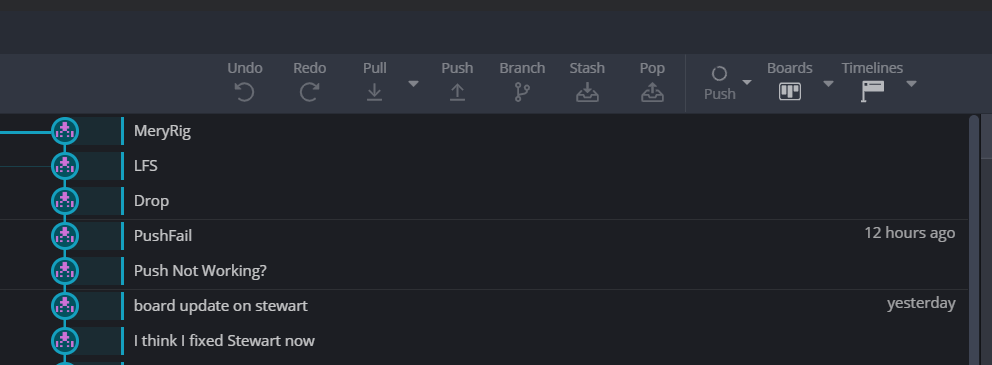 Undo Redo Pull Push Branch Stash Pop Push Boards Timelines
MeryRig
LFS
Drop
PushFail 12 hours ago
Push Not Working?
board update on stewart yesterday
I think I fixed Stewart now